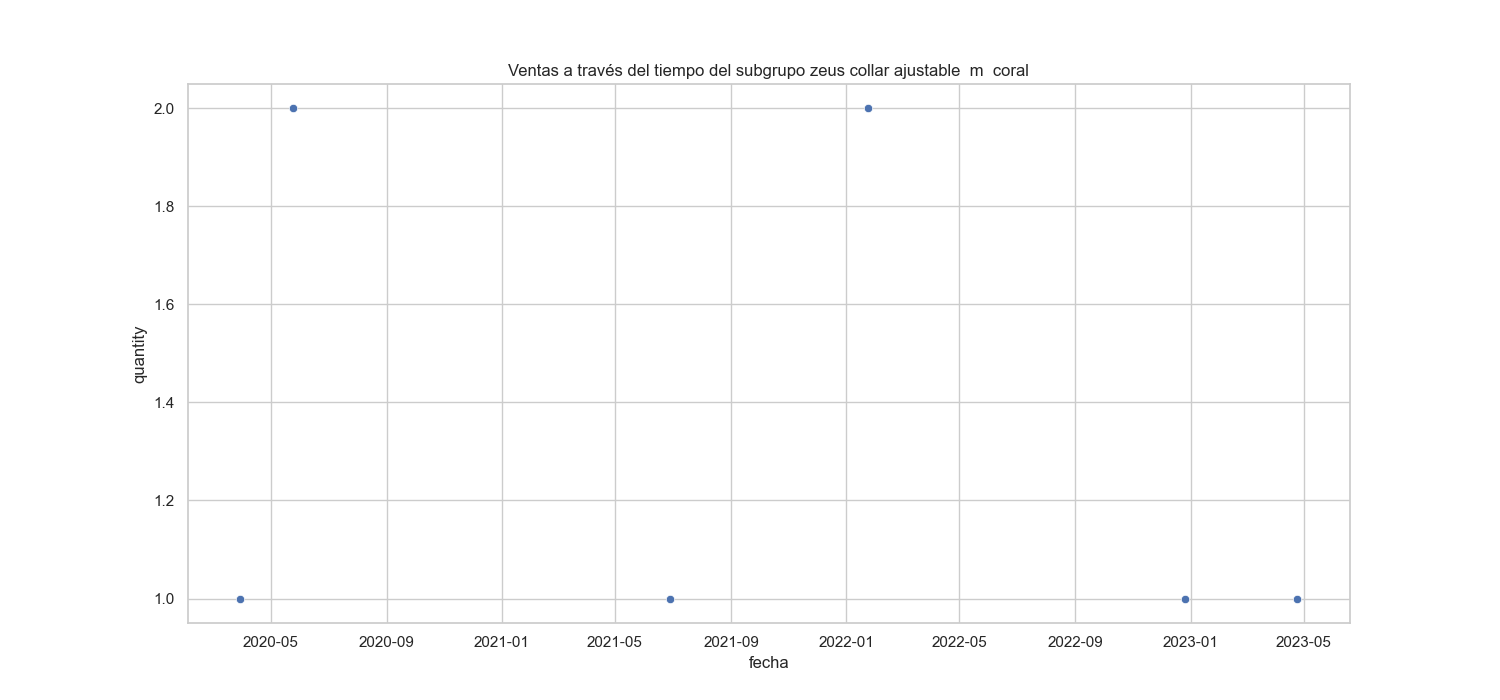 Ventas a través del tiempo del subgrupo zeus collar ajustable  m  coral
2.0
1.8
1.6
1.4
1.2
1.0
quantity
2020-05 2020-09 2021-01 2021-05 2021-09 2022-01 2022-05 2022-09 2023-01 2023-05
fecha